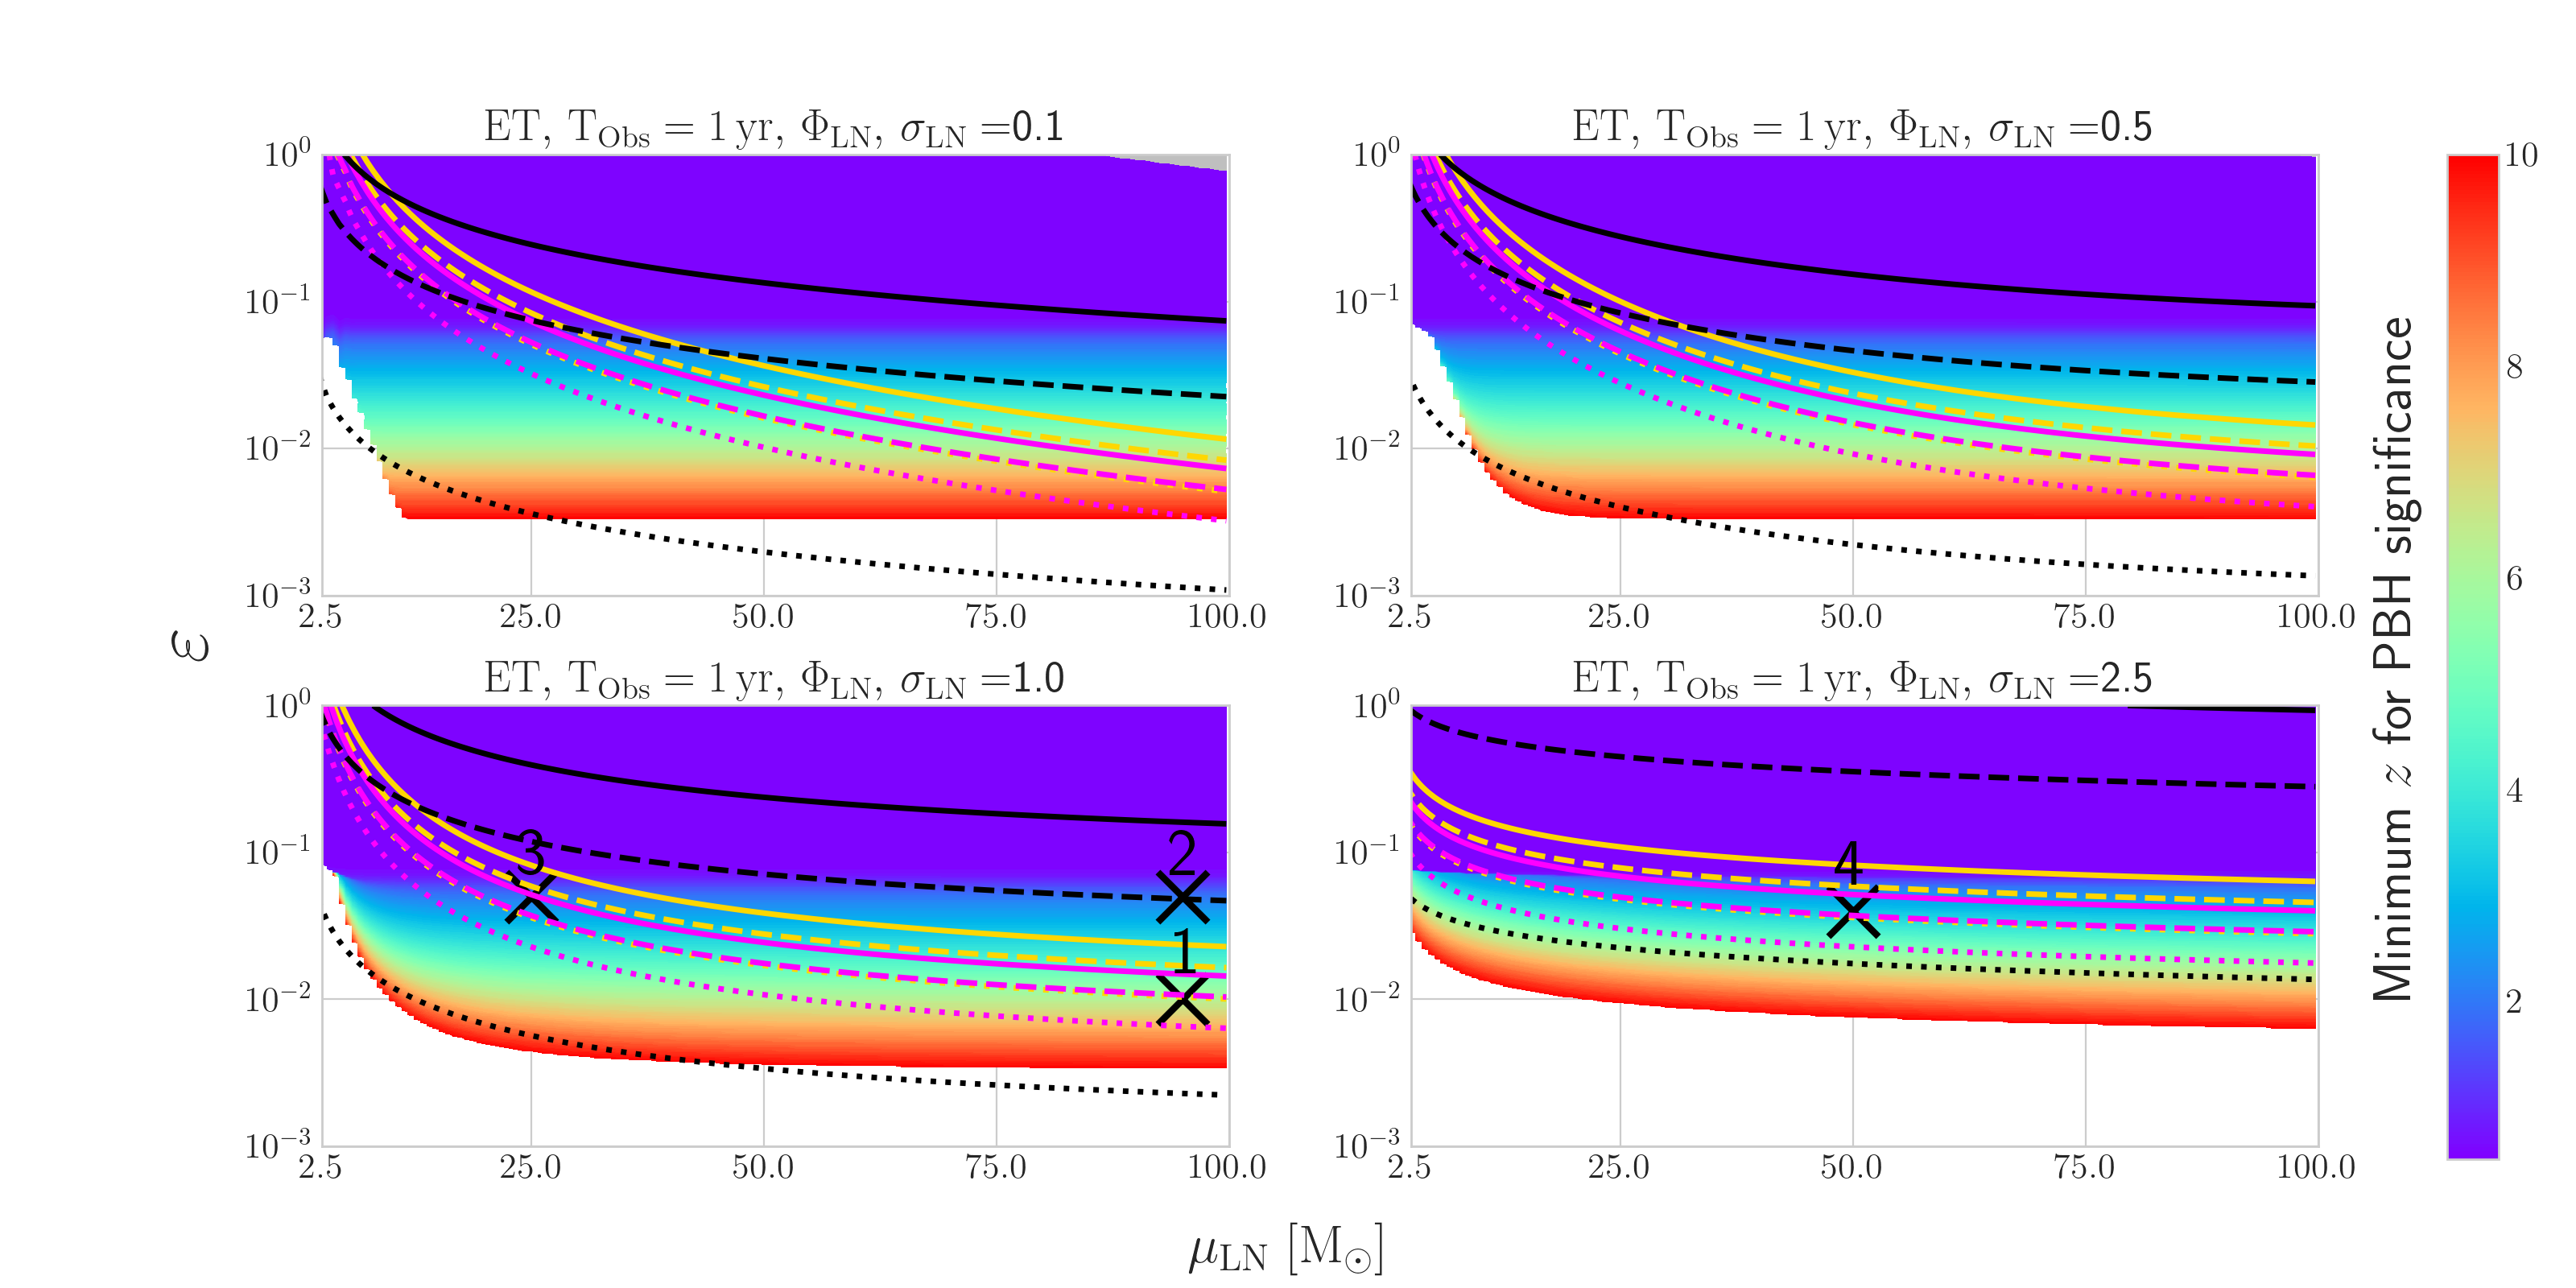 ET, T_Obs = 1 yr, Φ_LN, σ_LN =0.1
ET, T_Obs = 1 yr, Φ_LN, σ_LN =0.5
10^0
10^-1
10^-2
10^-3
2.5 25.0 50.0 75.0 100.0
10^0
10^-1
10^-2
10^-3
2.5 25.0 50.0 75.0 100.0
ε
ET, T_Obs = 1 yr, Φ_LN, σ_LN =1.0
ET, T_Obs = 1 yr, Φ_LN, σ_LN =2.5
10^0
10^-1
10^-2
10^-3
3
2
1
2.5 25.0 50.0 75.0 100.0
10^0
10^-1
10^-2
10^-3
4
2.5 25.0 50.0 75.0 100.0
μ_LN [M_⊙]
10
8
6
4
2
Minimum z for PBH significance